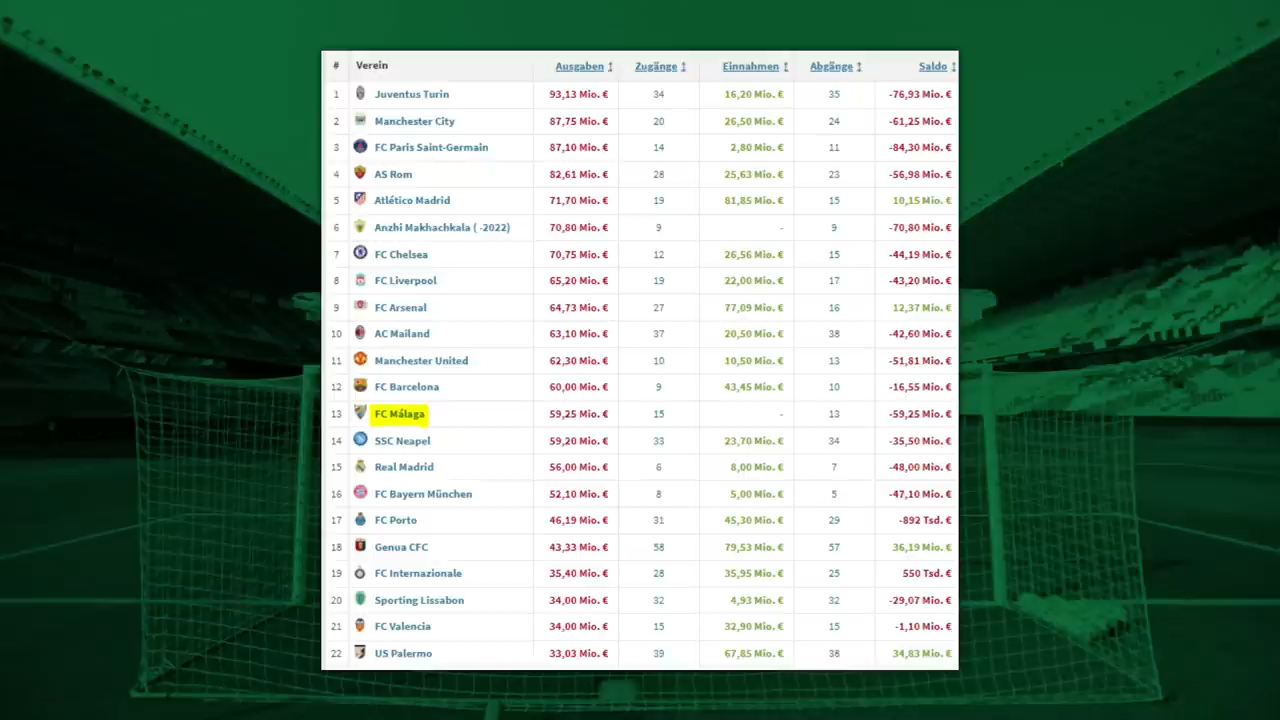 # Verein Ausgaben Zugänge Einnahmen Abgänge Saldo
1 Juventus Turin 93,13 Mio. € 34 16,20 Mio. € 35 -76,93 Mio. €
2 Manchester City 87,75 Mio. € 20 26,50 Mio. € 24 -61,25 Mio. €
3 FC Paris Saint-Germain 87,10 Mio. € 14 2,80 Mio. € 11 -84,30 Mio. €
4 AS Rom 82,61 Mio. € 28 25,63 Mio. € 23 -56,98 Mio. €
5 Atlético Madrid 71,70 Mio. € 19 81,85 Mio. € 15 10,15 Mio. €
6 Anzhi Makhachkala ( -2022) 70,80 Mio. € 9 - 9 -70,80 Mio. €
7 FC Chelsea 70,75 Mio. € 12 26,56 Mio. € 15 -44,19 Mio. €
8 FC Liverpool 65,20 Mio. € 19 22,00 Mio. € 17 -43,20 Mio. €
9 FC Arsenal 64,73 Mio. € 27 77,09 Mio. € 16 12,37 Mio. €
10 AC Mailand 63,10 Mio. € 37 20,50 Mio. € 38 -42,60 Mio. €
11 Manchester United 62,30 Mio. € 10 10,50 Mio. € 13 -51,81 Mio. €
12 FC Barcelona 60,00 Mio. € 9 43,45 Mio. € 10 -16,55 Mio. €
13 FC Málaga 59,25 Mio. € 15 - 13 -59,25 Mio. €
14 SSC Neapel 59,20 Mio. € 33 23,70 Mio. € 34 -35,50 Mio. €
15 Real Madrid 56,00 Mio. € 6 8,00 Mio. € 7 -48,00 Mio. €
16 FC Bayern München 52,10 Mio. € 8 5,00 Mio. € 5 -47,10 Mio. €
17 FC Porto 46,19 Mio. € 31 45,30 Mio. € 29 -892 Tsd. €
18 Genua CFC 43,33 Mio. € 58 79,53 Mio. € 57 36,19 Mio. €
19 FC Internazionale 35,40 Mio. € 28 35,95 Mio. € 25 550 Tsd. €
20 Sporting Lissabon 34,00 Mio. € 32 4,93 Mio. € 32 -29,07 Mio. €
21 FC Valencia 34,00 Mio. € 15 32,90 Mio. € 15 -1,10 Mio. €
22 US Palermo 33,03 Mio. € 39 67,85 Mio. € 38 34,83 Mio. €